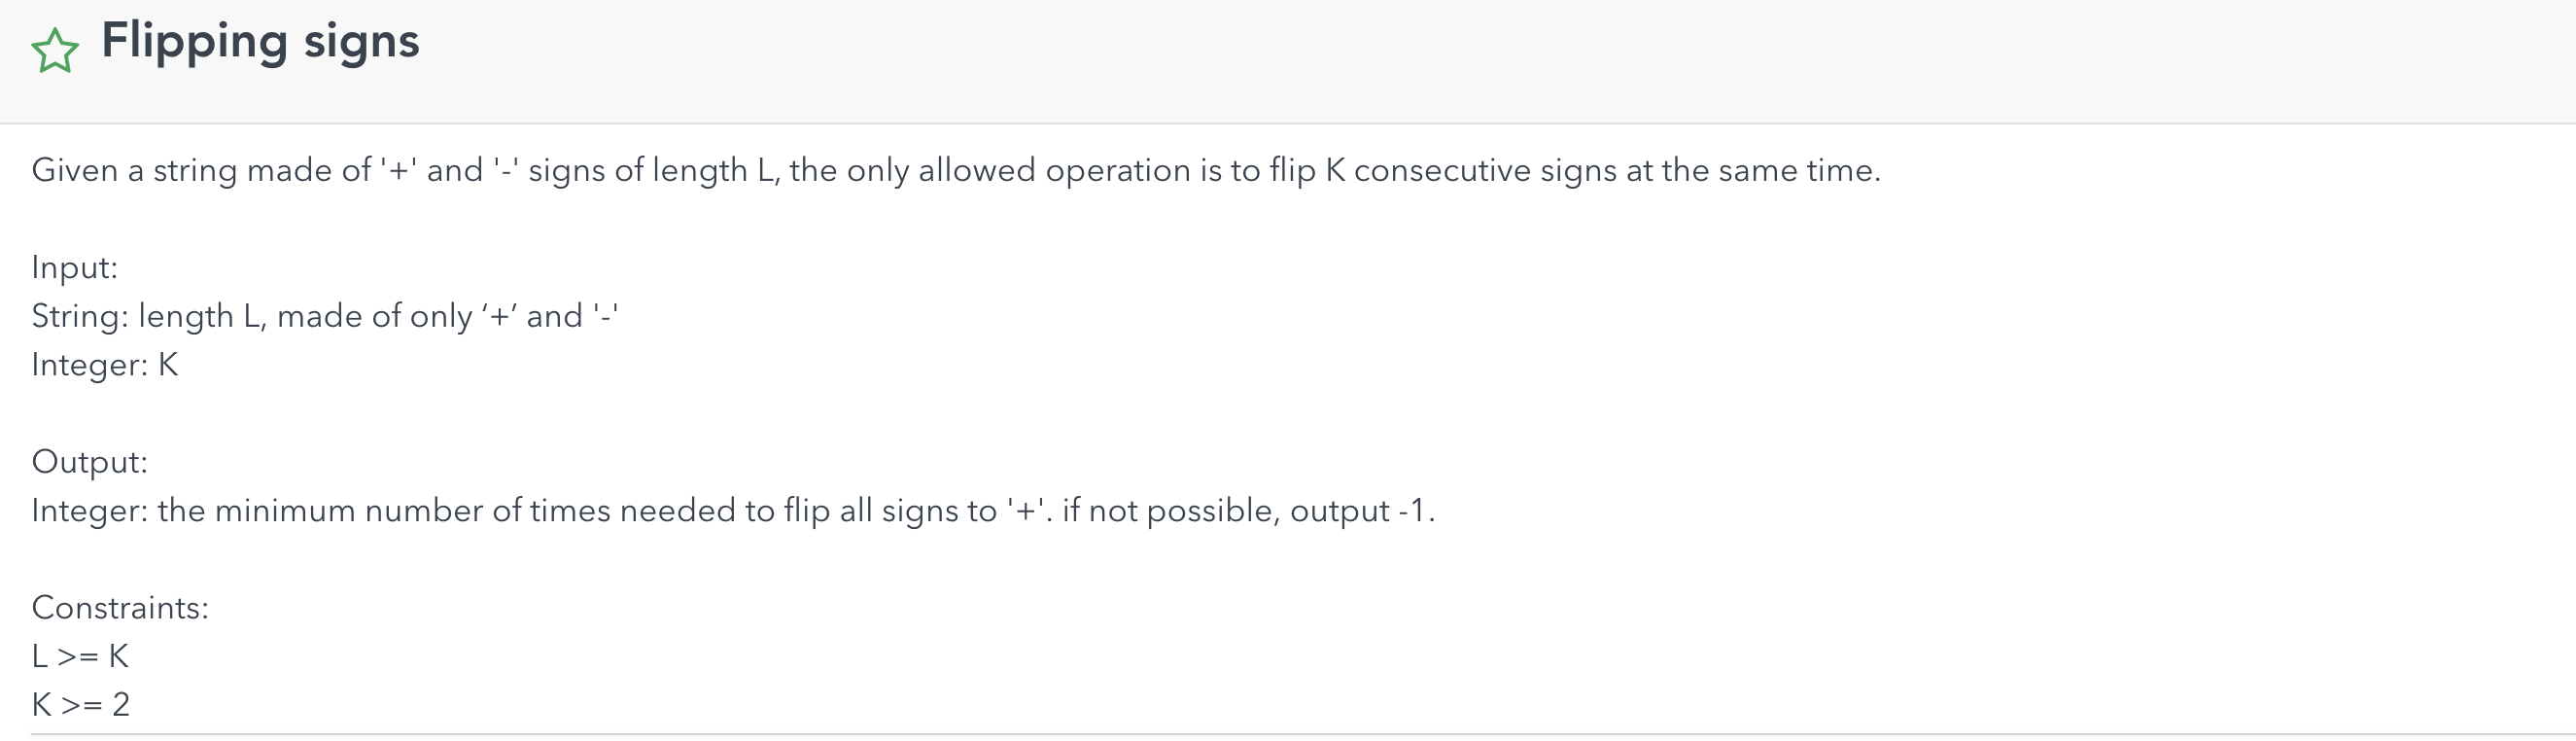 Flipping signs
Given a string made of '+' and '-' signs of length L, the only allowed operation is to flip K consecutive signs at the same time.
Input:
String: length L, made of only ‘+’ and '-'
Integer: K
Output:
Integer: the minimum number of times needed to flip all signs to '+'. if not possible, output -1.
Constraints:
L >= K
K >= 2